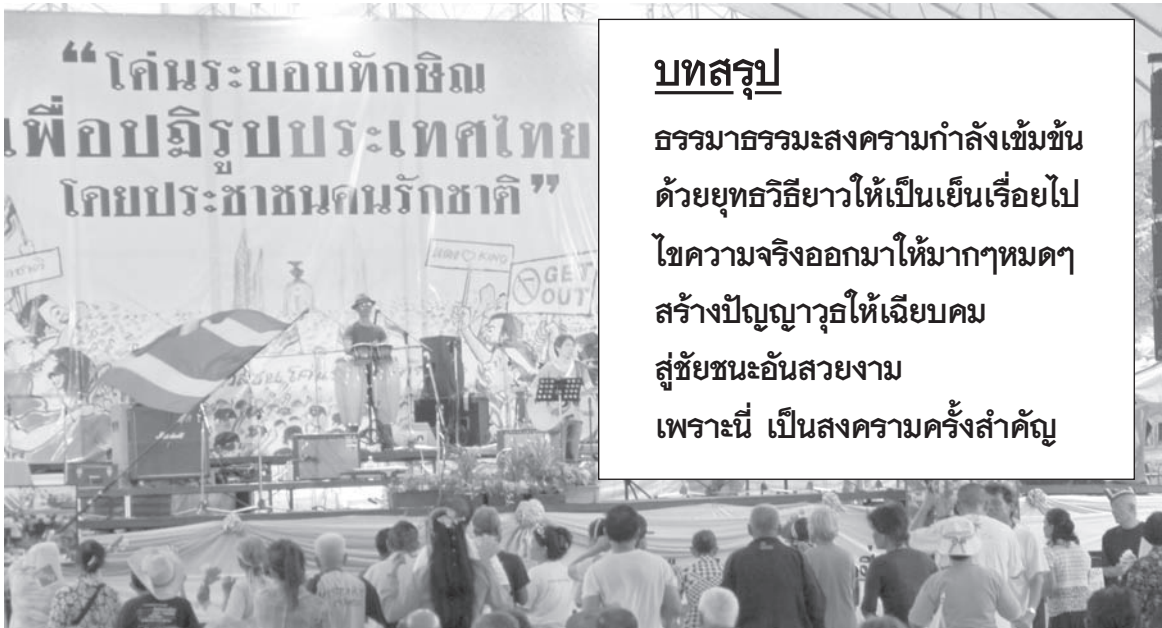 “โค่นระบอบทักษิณ
เพื่อปฏิรูปประเทศไทย
โดยประชาชนคนรักชาติ”
KING
GET
OUT
Marshall
บทสรุป
ธรรมาธรรมะสงครามกำลังเข้มข้น
ด้วยยุทธวิธียาวให้เป็นเย็นเรื่อยไป
ไขความจริงออกมาให้มากๆหมดๆ
สร้างปัญญาวุธให้เฉียบคม
สู่ชัยชนะอันสวยงาม
เพราะนี่ เป็นสงครามครั้งสำคัญ